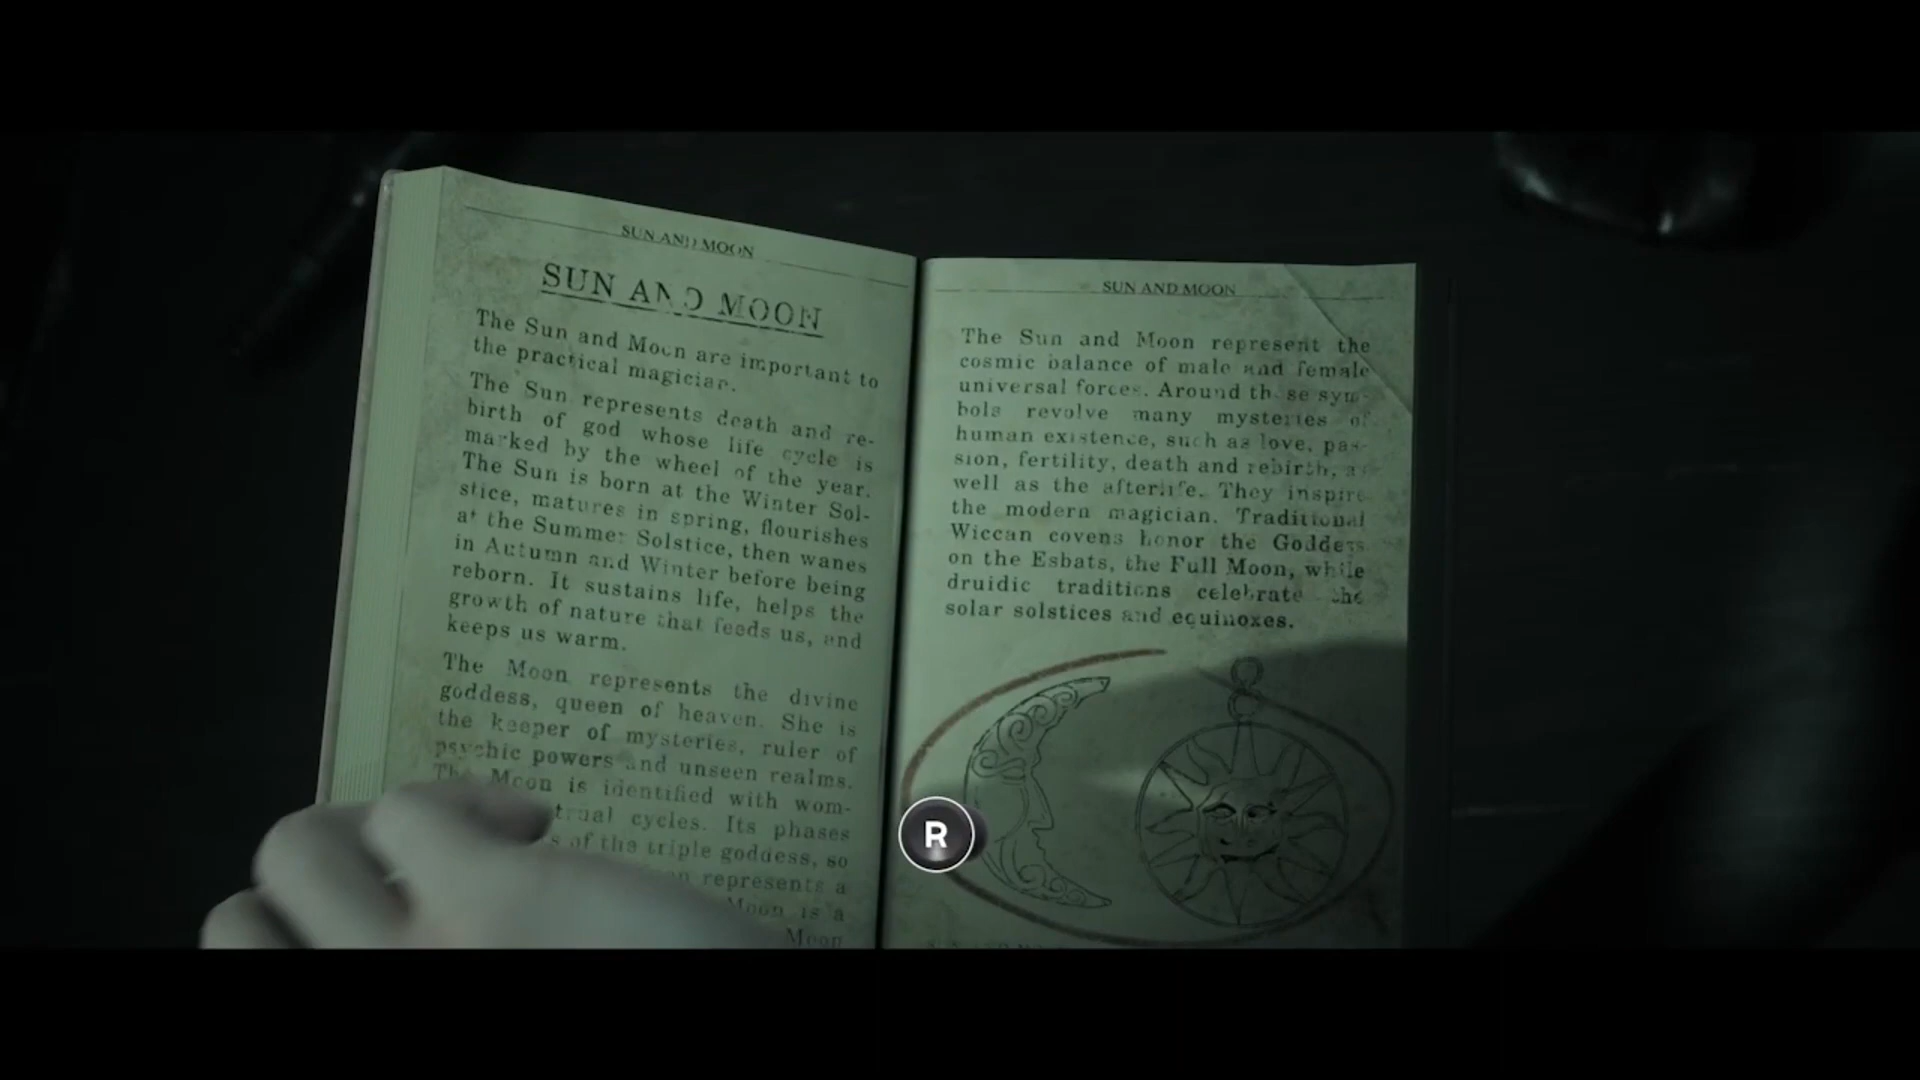 SUN AND MOON
SUN AND MOON
The Sun and Moon are important to
the practical magician.
The Sun represents death and re-
birth of god whose life cycle is
marked by the wheel of the year.
The Sun is born at the Winter Sol-
stice, matures in spring, flourishes
at the Summer Solstice, then wanes
in Autumn and Winter before being
reborn. It sustains life, helps the
growth of nature that feeds us, and
keeps us warm.
The Moon represents the divine
goddess, queen of heaven. She is
the keeper of mysteries, ruler of
psychic powers and unseen realms.
The Moon is identified with wom-
cycles. Its phases
of the triple goddess, so
represents a
Moon is a
Moon
SUN AND MOON
The Sun and Moon represent the
cosmic balance of male and female
universal forces. Around these sym-
bols revolve many mysteries of
human existence, such as love, pas-
sion, fertility, death and rebirth, as
well as the afterlife. They inspire
the modern magician. Traditional
Wiccan covens honor the Goddess
on the Esbats, the Full Moon, while
druidic traditions celebrate the
solar solstices and equinoxes.
R